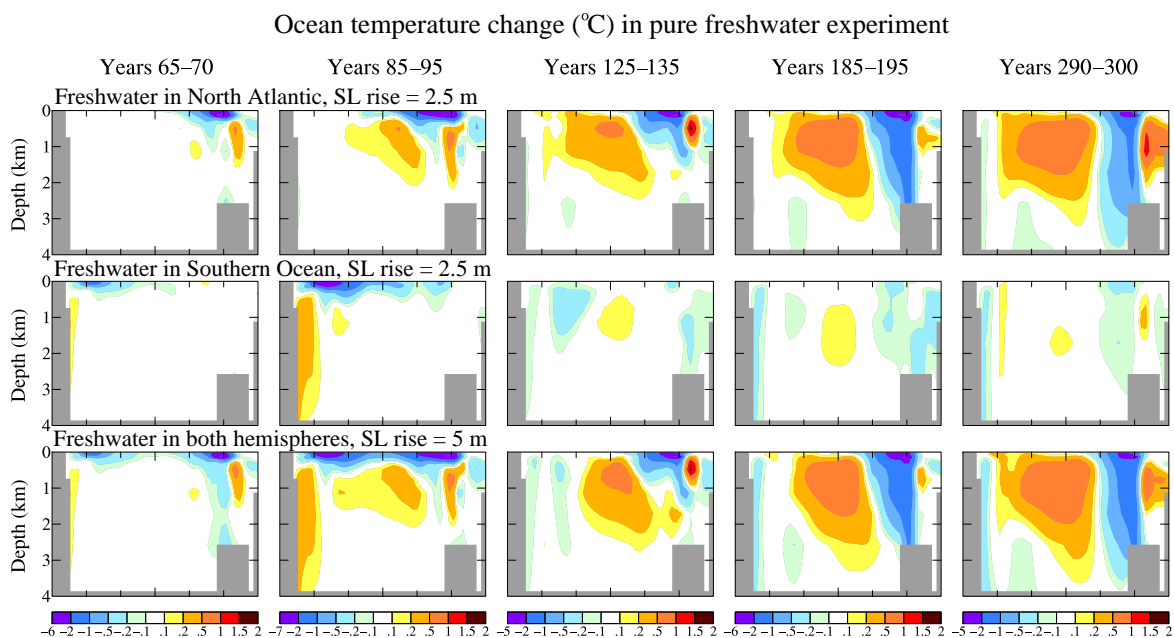 Ocean temperature change (°C) in pure freshwater experiment
Years 65–70 Years 85–95 Years 125–135 Years 185–195 Years 290–300
Freshwater in North Atlantic, SL rise = 2.5 m
0
1
2
3
4
Depth (km)
Freshwater in Southern Ocean, SL rise = 2.5 m
0
1
2
3
4
Depth (km)
Freshwater in both hemispheres, SL rise = 5 m
0
1
2
3
4
Depth (km)
−6 −2 −1 −.5 −.2 −.1 .1 .2 .5 1 1.5 2
−7 −2 −1 −.5 −.2 −.1 .1 .2 .5 1 1.5 2
−5 −2 −1 −.5 −.2 −.1 .1 .2 .5 1 1.5 2
−6 −2 −1 −.5 −.2 −.1 .1 .2 .5 1 1.5 2
−5 −2 −1 −.5 −.2 −.1 .1 .2 .5 1 1.5 2